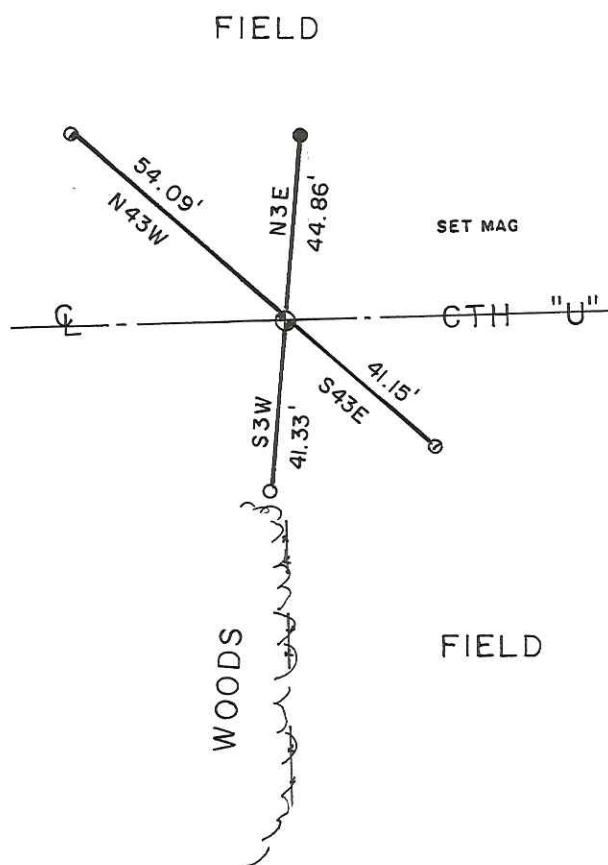 FIELD
54.09'
N43W
N3E
44.86'
SET MAG
℄
CTH "U"
S3W
41.33'
41.15'
S43E
WOODS
FIELD